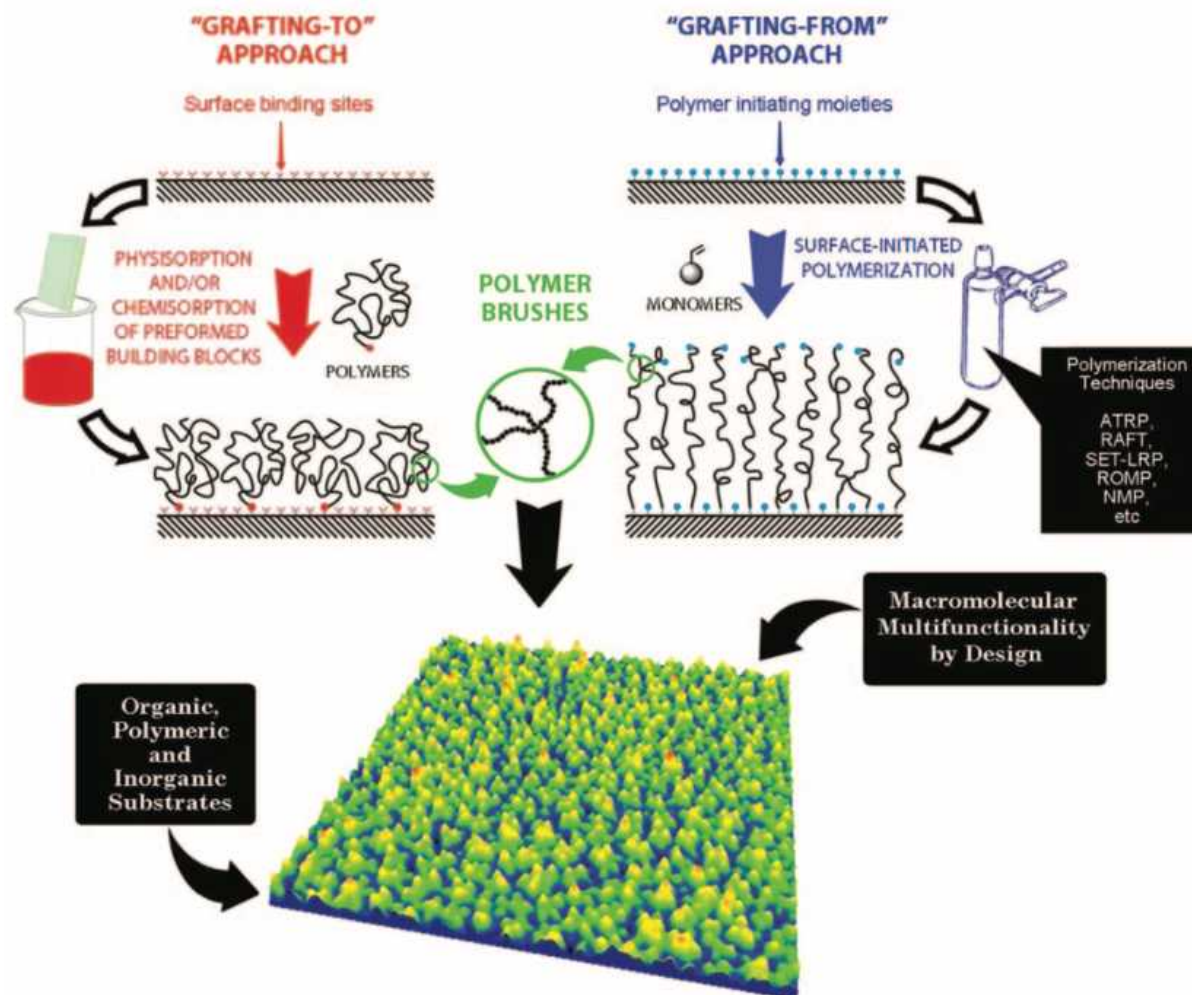 "GRAFTING-TO"
APPROACH
Surface binding sites
PHYSISORPTION
AND/OR
CHEMISORPTION
OF PREFORMED
BUILDING BLOCKS
POLYMERS
POLYMER
BRUSHES
"GRAFTING-FROM"
APPROACH
Polymer initiating moieties
MONOMERS
SURFACE-INITIATED
POLYMERIZATION
Polymerization
Techniques
ATRP,
RAFT,
SET-LRP,
ROMP,
NMP,
etc
Macromolecular
Multifunctionality
by Design
Organic,
Polymeric
and
Inorganic
Substrates